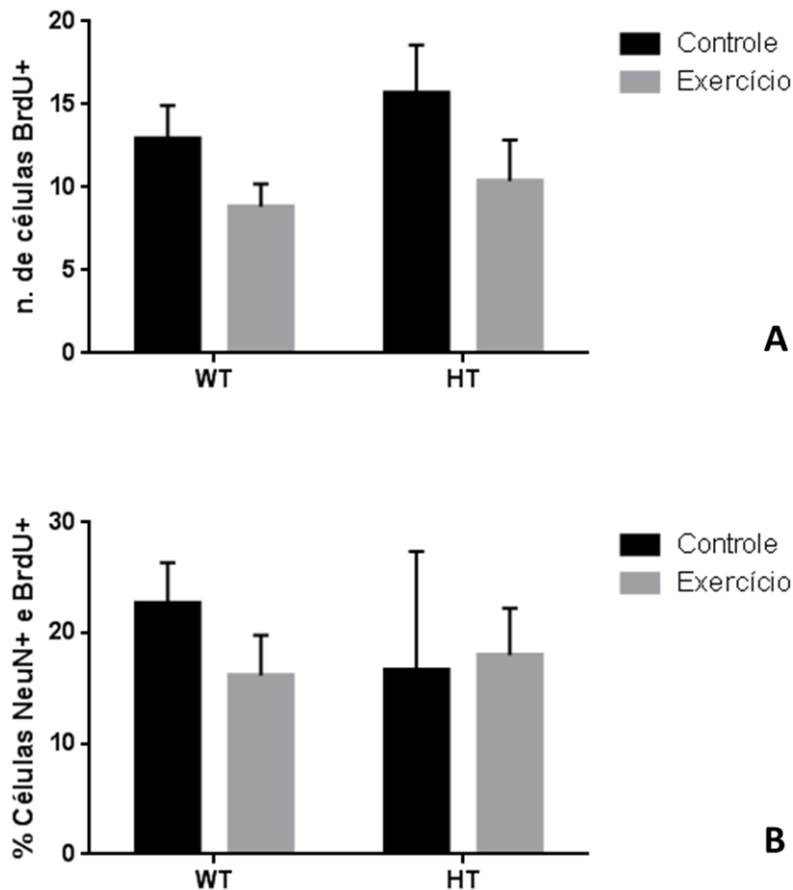 n. de células BrdU+
20
15
10
5
0
WT
HT
Controle
Exercício
A
% Células NeuN+ e BrdU+
30
20
10
0
WT
HT
Controle
Exercício
B